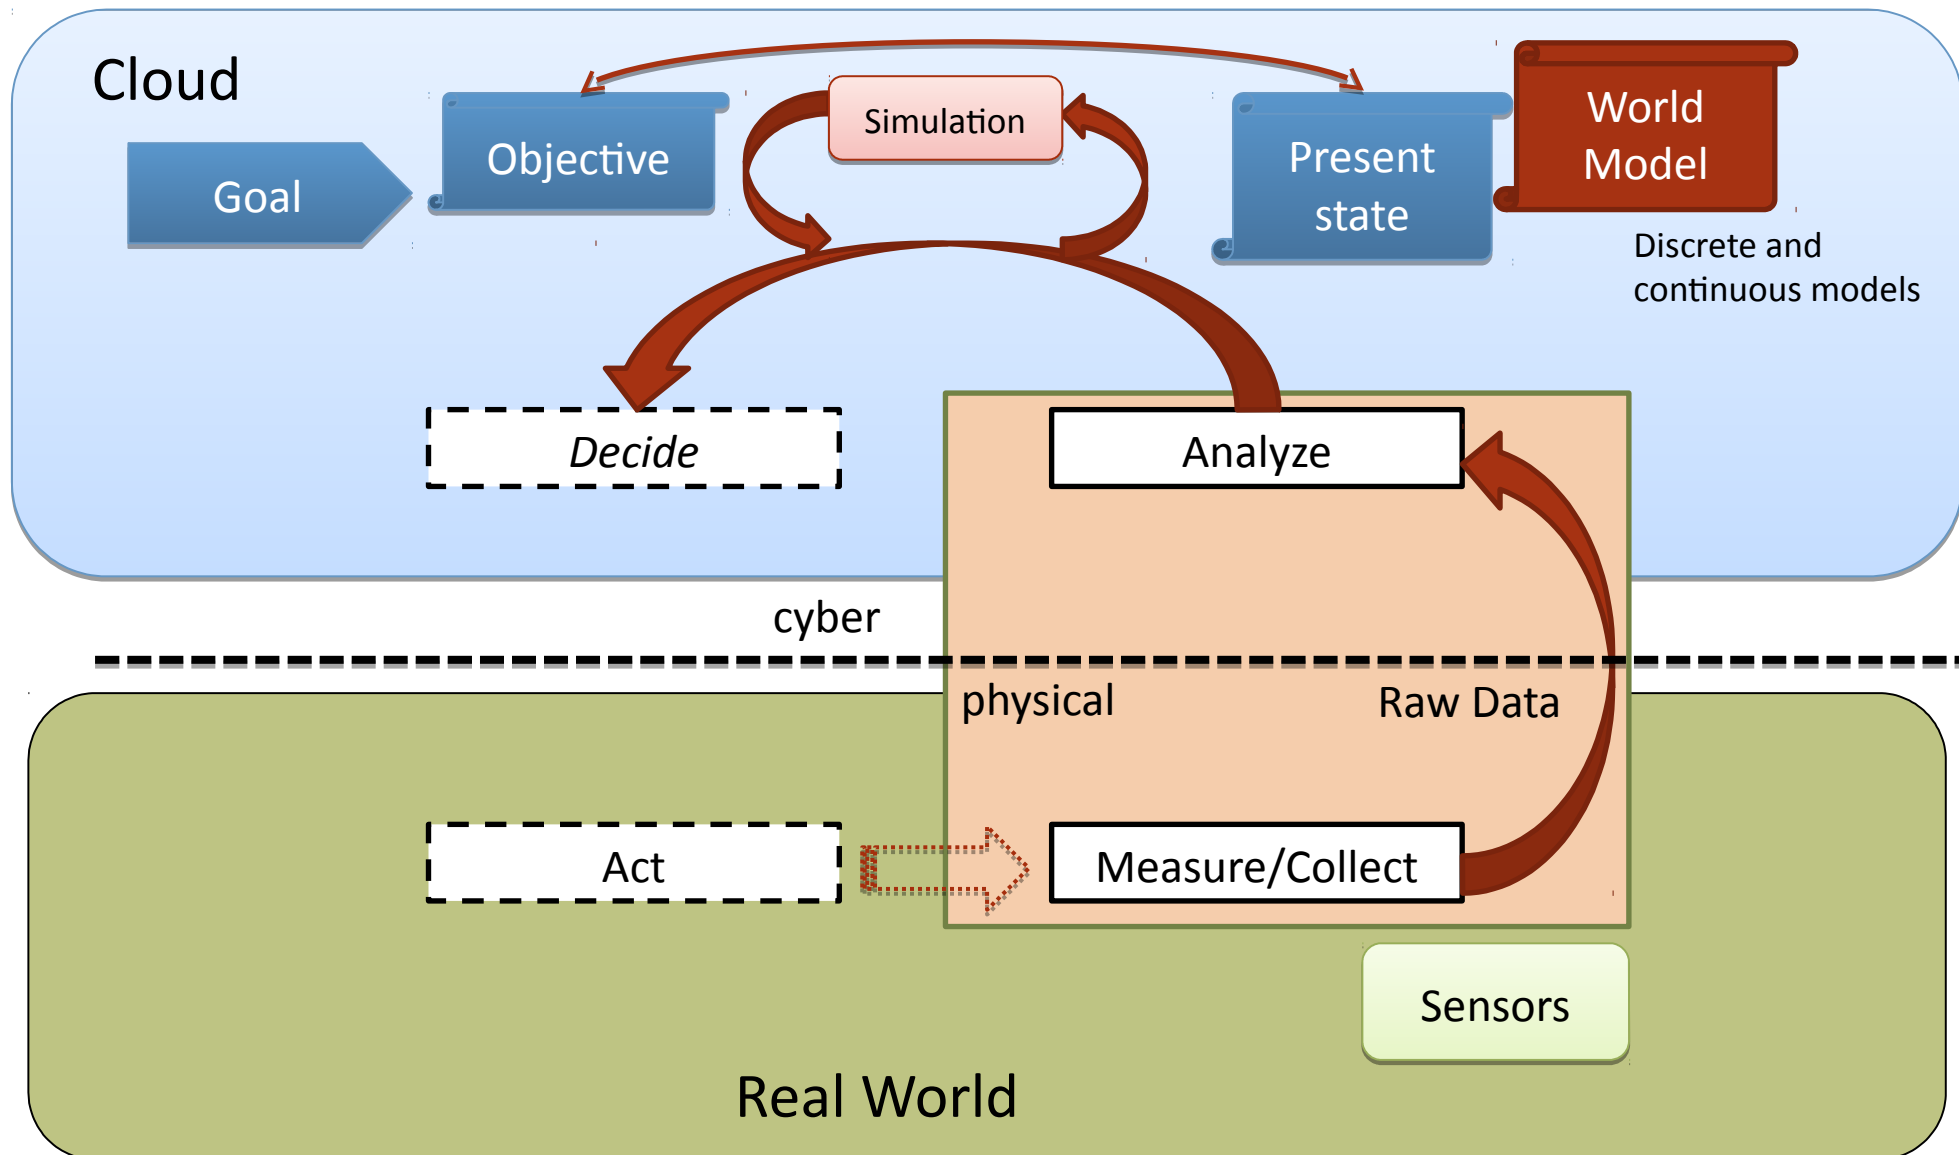 Cloud
Goal
Objective
Simulation
Present
state
World
Model
Discrete and
continuous models
Decide
Analyze
cyber
physical
Raw Data
Act
Measure/Collect
Sensors
Real World